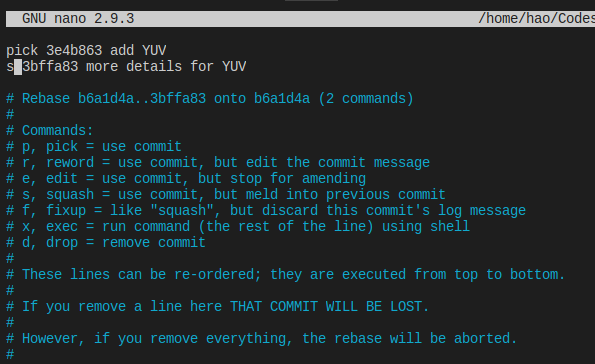 GNU nano 2.9.3 /home/hao/Codes
pick 3e4b863 add YUV
s 3bffa83 more details for YUV
# Rebase b6a1d4a..3bffa83 onto b6a1d4a (2 commands)
#
# Commands:
# p, pick = use commit
# r, reword = use commit, but edit the commit message
# e, edit = use commit, but stop for amending
# s, squash = use commit, but meld into previous commit
# f, fixup = like "squash", but discard this commit's log message
# x, exec = run command (the rest of the line) using shell
# d, drop = remove commit
#
# These lines can be re-ordered; they are executed from top to bottom.
#
# If you remove a line here THAT COMMIT WILL BE LOST.
#
# However, if you remove everything, the rebase will be aborted.
#